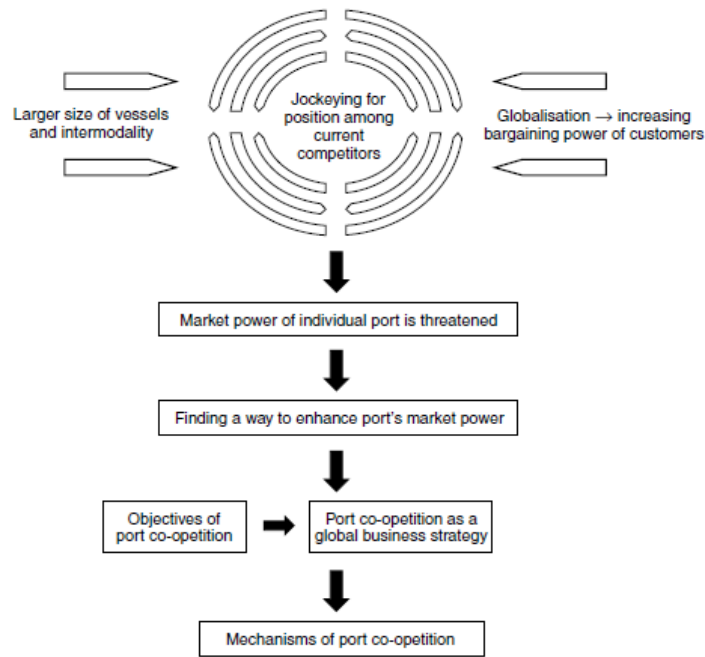 Larger size of vessels
and intermodality
Jockeying for
position among
current
competitors
Globalisation → increasing
bargaining power of customers
Market power of individual port is threatened
Finding a way to enhance port's market power
Objectives of
port co-opetition
Port co-opetition as a
global business strategy
Mechanisms of port co-opetition